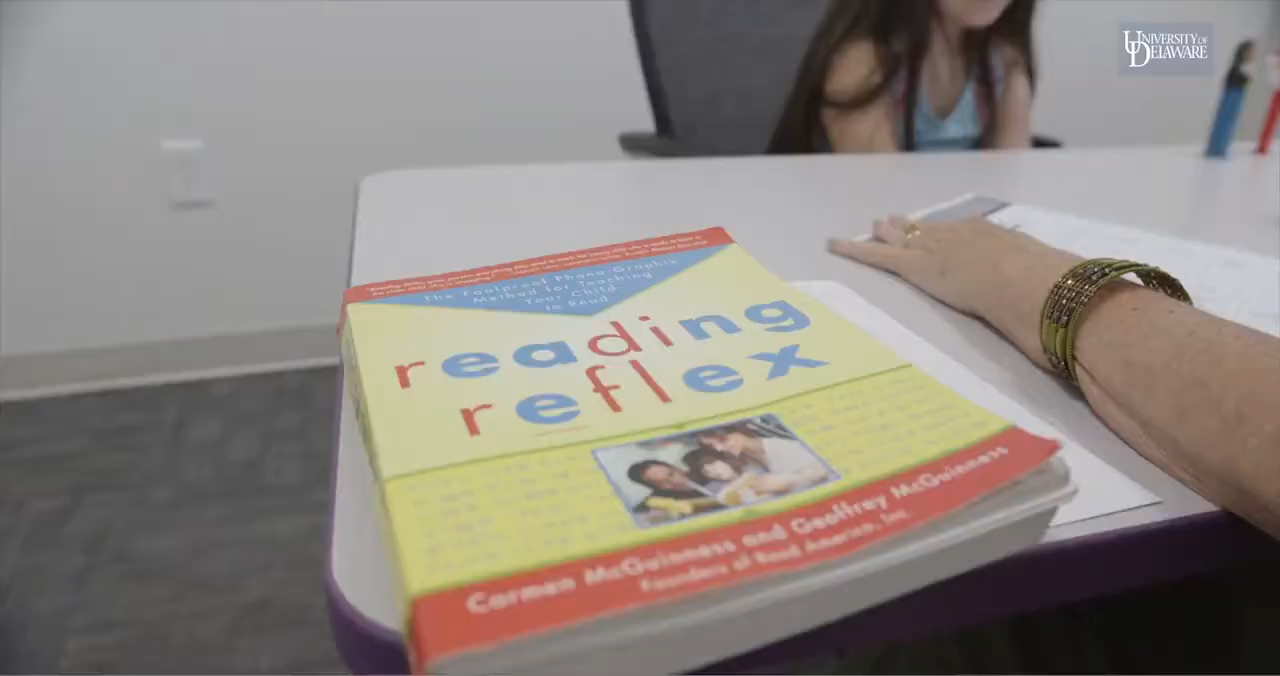 UNIVERSITY OF
DELAWARE
The Foolproof Phono-Graphix
Method for Teaching
Your Child
to Read
reading
reflex
Carmen McGuinness and Geoffrey McGuinness
Founders of Read America, Inc.